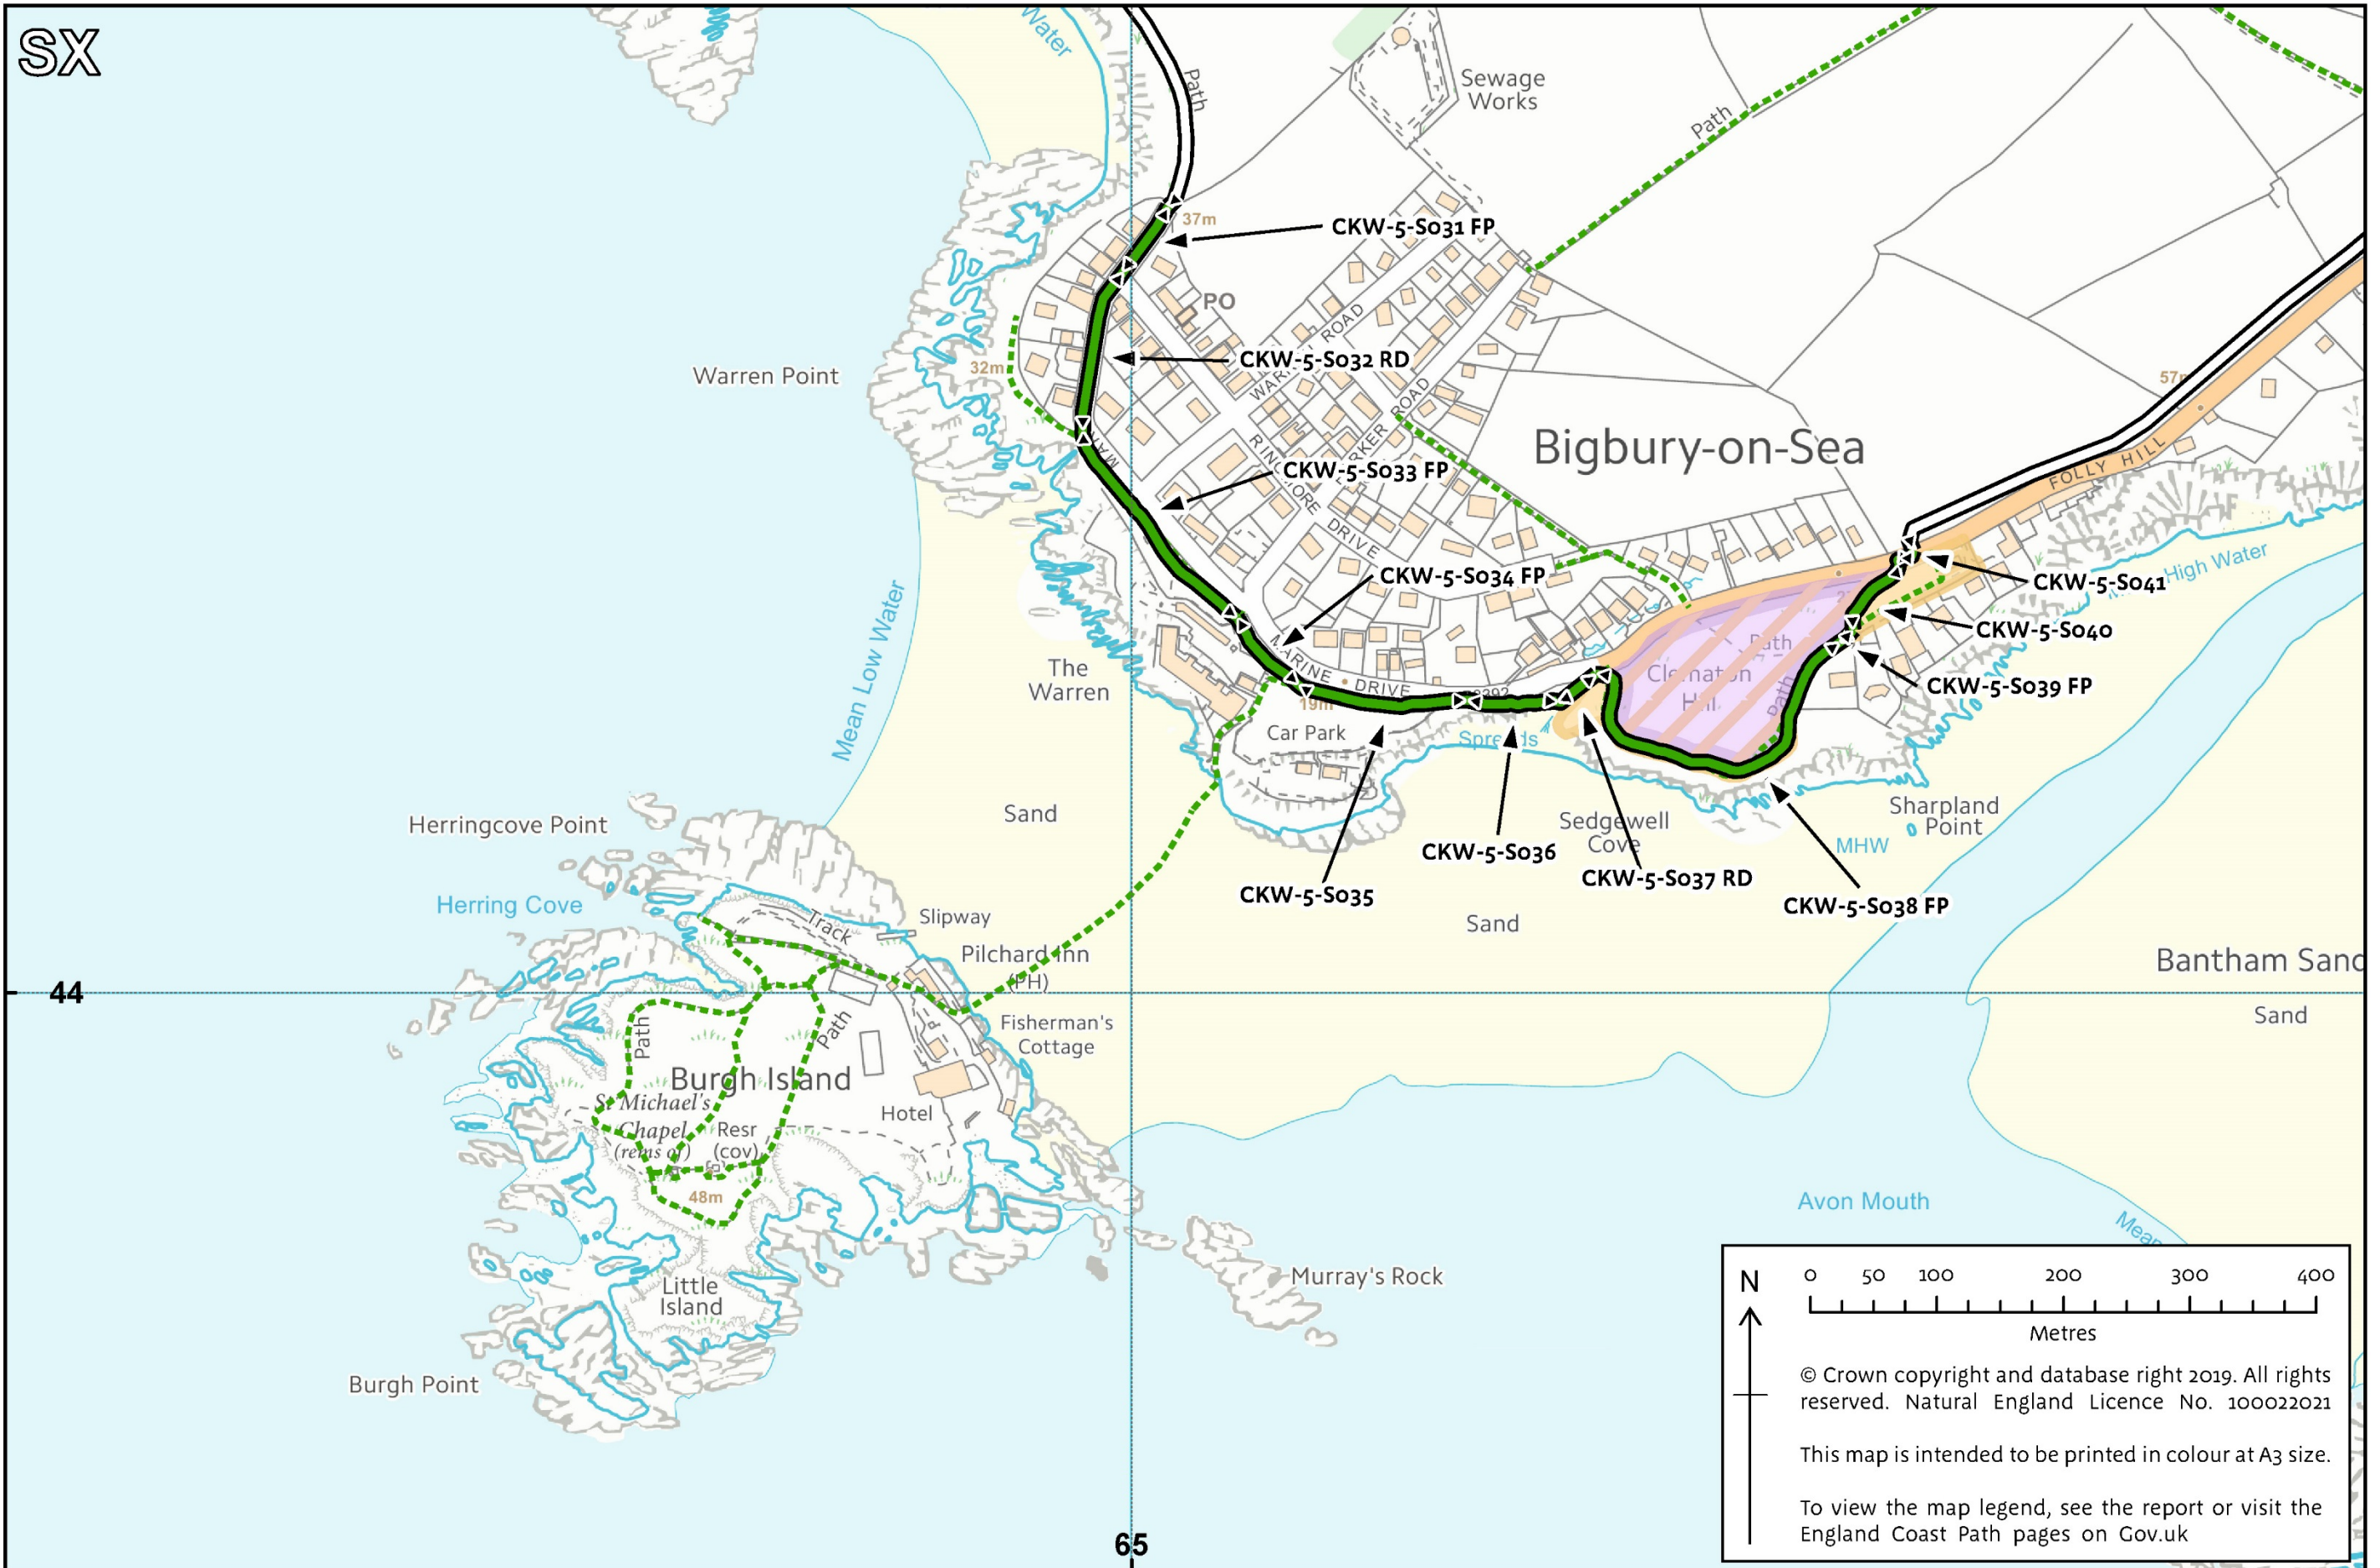 SX
Water
Path
Sewage
Works
Path
37m
CKW-5-S031 FP
PO
ROAD
CKW-5-S032 RD
32m
Warren Point
57m
ROAD
Bigbury-on-Sea
CKW-5-S033 FP
FOLLY HILL
DRIVE
High Water
CKW-5-S034 FP
CKW-5-S041
Mean Low Water
CKW-5-S040
The
Warren
MARINE DRIVE
Path
CKW-5-S039 FP
Path
19m
Car Park
Sand
Herringcove Point
Sedgewell
Cove
Sharpland
Point
MHW
CKW-5-S036
CKW-5-S037 RD
CKW-5-S035
CKW-5-S038 FP
Herring Cove
Track
Slipway
Sand
Pilchard Inn
(PH)
Bantham Sand
44
Sand
Fisherman's
Cottage
Path
Path
Burgh Island
St Michael's
Chapel
(rems of)
Resr
(cov)
Hotel
48m
Avon Mouth
Mean
Little
Island
Murray's Rock
Burgh Point
65
N
0 50 100 200 300 400
Metres
© Crown copyright and database right 2019. All rights
reserved. Natural England Licence No. 100022021
This map is intended to be printed in colour at A3 size.
To view the map legend, see the report or visit the
England Coast Path pages on Gov.uk